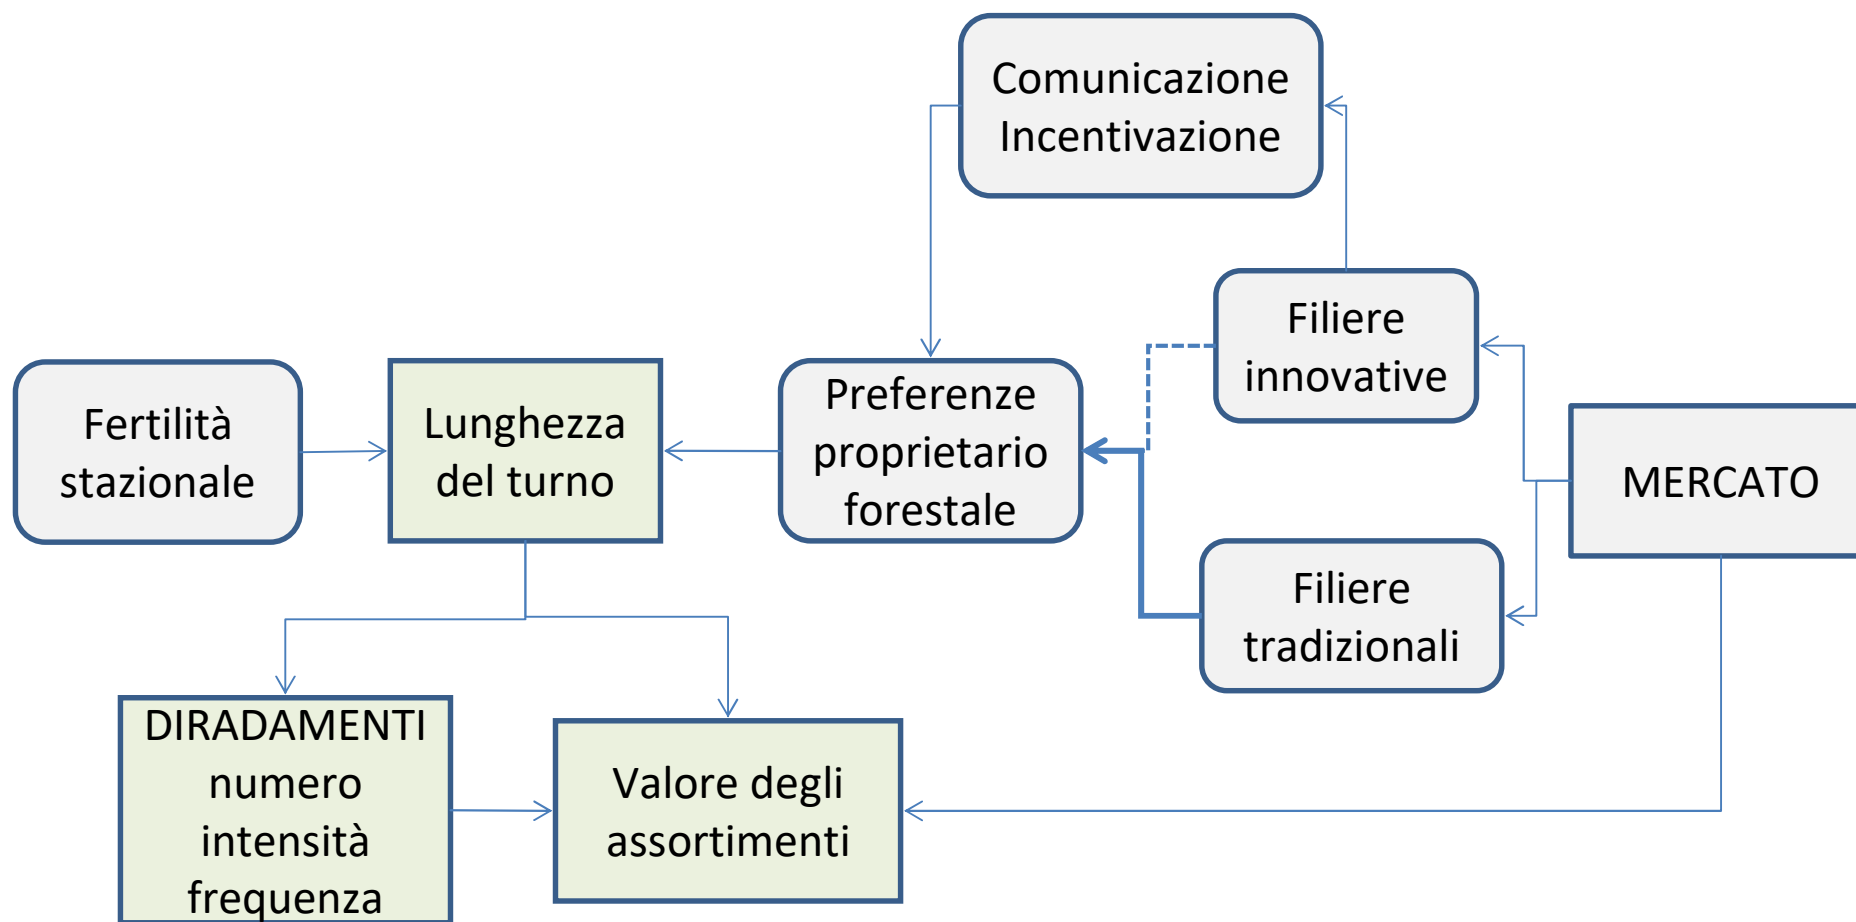 Comunicazione
Incentivazione
Filiere
innovative
Fertilità
stazionale
Lunghezza
del turno
Preferenze
proprietario
forestale
MERCATO
Filiere
tradizionali
DIRADAMENTI
numero
intensità
frequenza
Valore degli
assortimenti